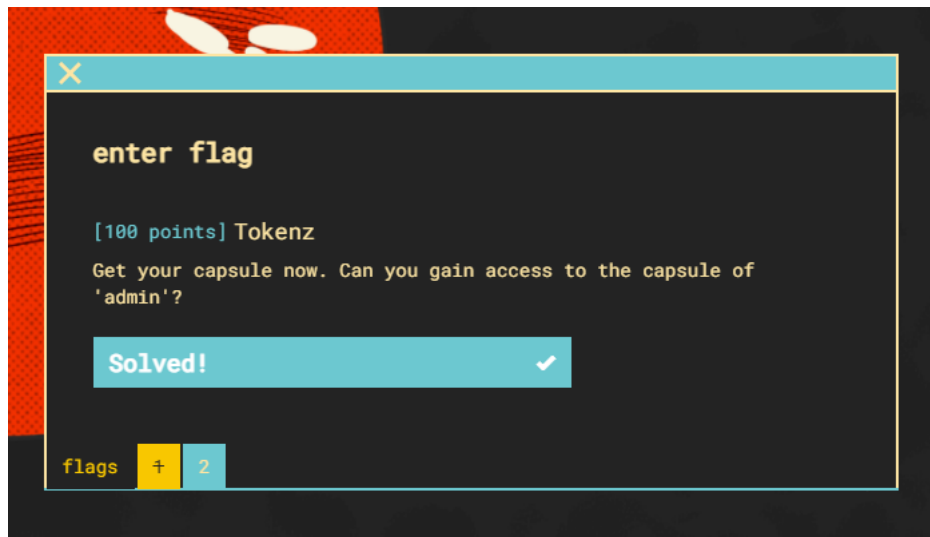 enter flag
[100 points] Tokenz
Get your capsule now. Can you gain access to the capsule of
'admin'?
Solved!
flags 1 2